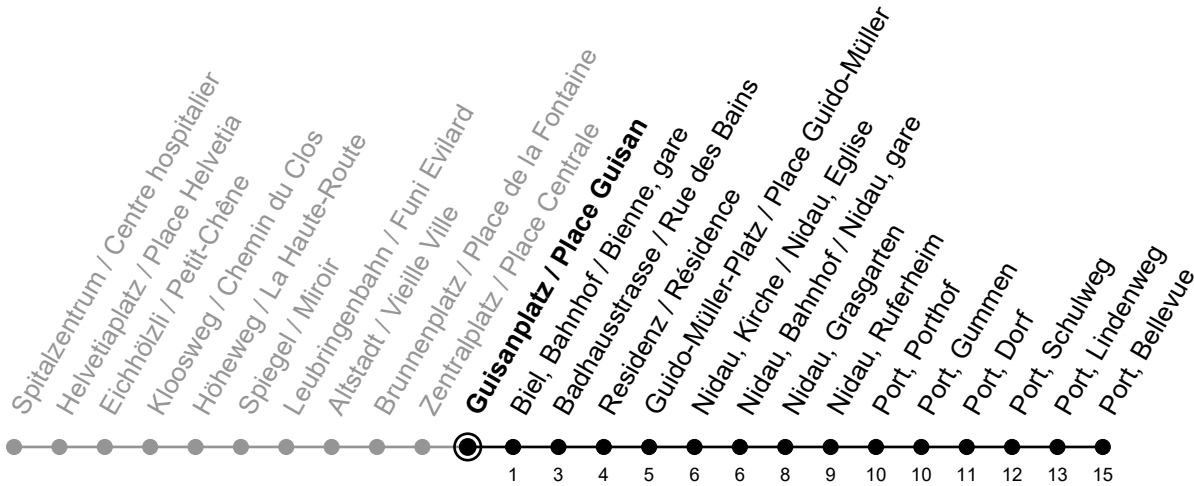 Spitalzentrum / Centre hospitalier
Helvetiaplatz / Place Helvetia
Eichhölzli / Petit-Chêne
Kloosweg / Chemin du Clos
Höheweg / La Haute-Route
Spiegel / Miroir
Leubringenbahn / Funi Evilard
Altstadt / Vieille Ville
Brunnenplatz / Place de la Fontaine
Zentralplatz / Place Centrale
Guisanplatz / Place Guisan
Biel, Bahnhof / Bienne, gare
Badhausstrasse / Rue des Bains
Residenz / Résidence
Guido-Müller-Platz / Place Guido-Müller
Nidau, Kirche / Nidau, Eglise
Nidau, Bahnhof / Nidau, gare
Nidau, Grasgarten
Nidau, Ruferheim
Port, Porthof
Port, Gummen
Port, Dorf
Port, Schulweg
Port, Lindenweg
Port, Bellevue
1 3 4 5 6 6 8 9 10 10 11 12 13 15